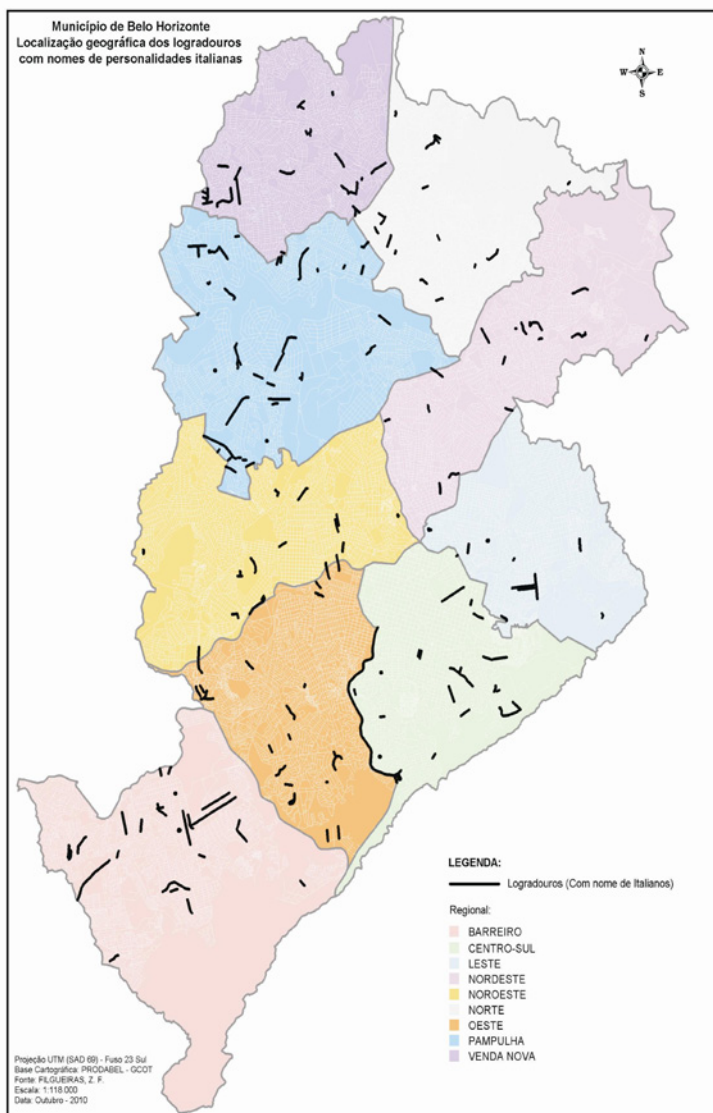 Município de Belo Horizonte
Localização geográfica dos logradouros
com nomes de personalidades italianas
N
W E
S
LEGENDA:
Logradouros (Com nome de Italianos)
Regional:
BARREIRO
CENTRO-SUL
LESTE
NORDESTE
NOROESTE
NORTE
OESTE
PAMPULHA
VENDA NOVA
Projeção UTM (SAD 69) - Fuso 23 Sul
Base Cartográfica: PRODABEL - GCOT
Fonte: FILGUEIRAS, Z. F.
Escala: 1:118.000
Data: Outubro - 2010